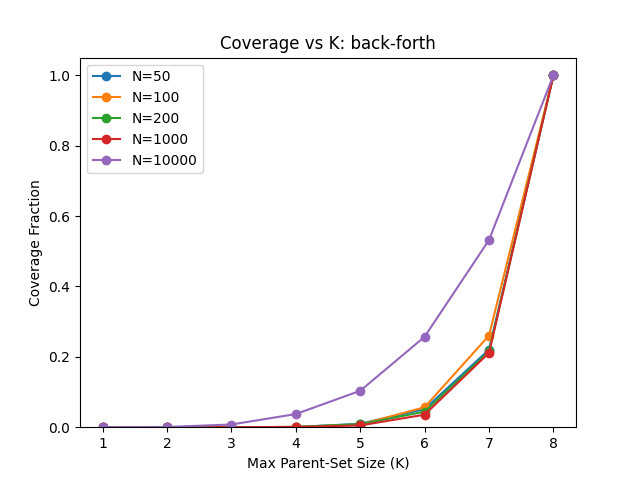 Coverage vs K: back-forth
N=50
N=100
N=200
N=1000
N=10000
Coverage Fraction
1.0
0.8
0.6
0.4
0.2
0.0
1 2 3 4 5 6 7 8
Max Parent-Set Size (K)